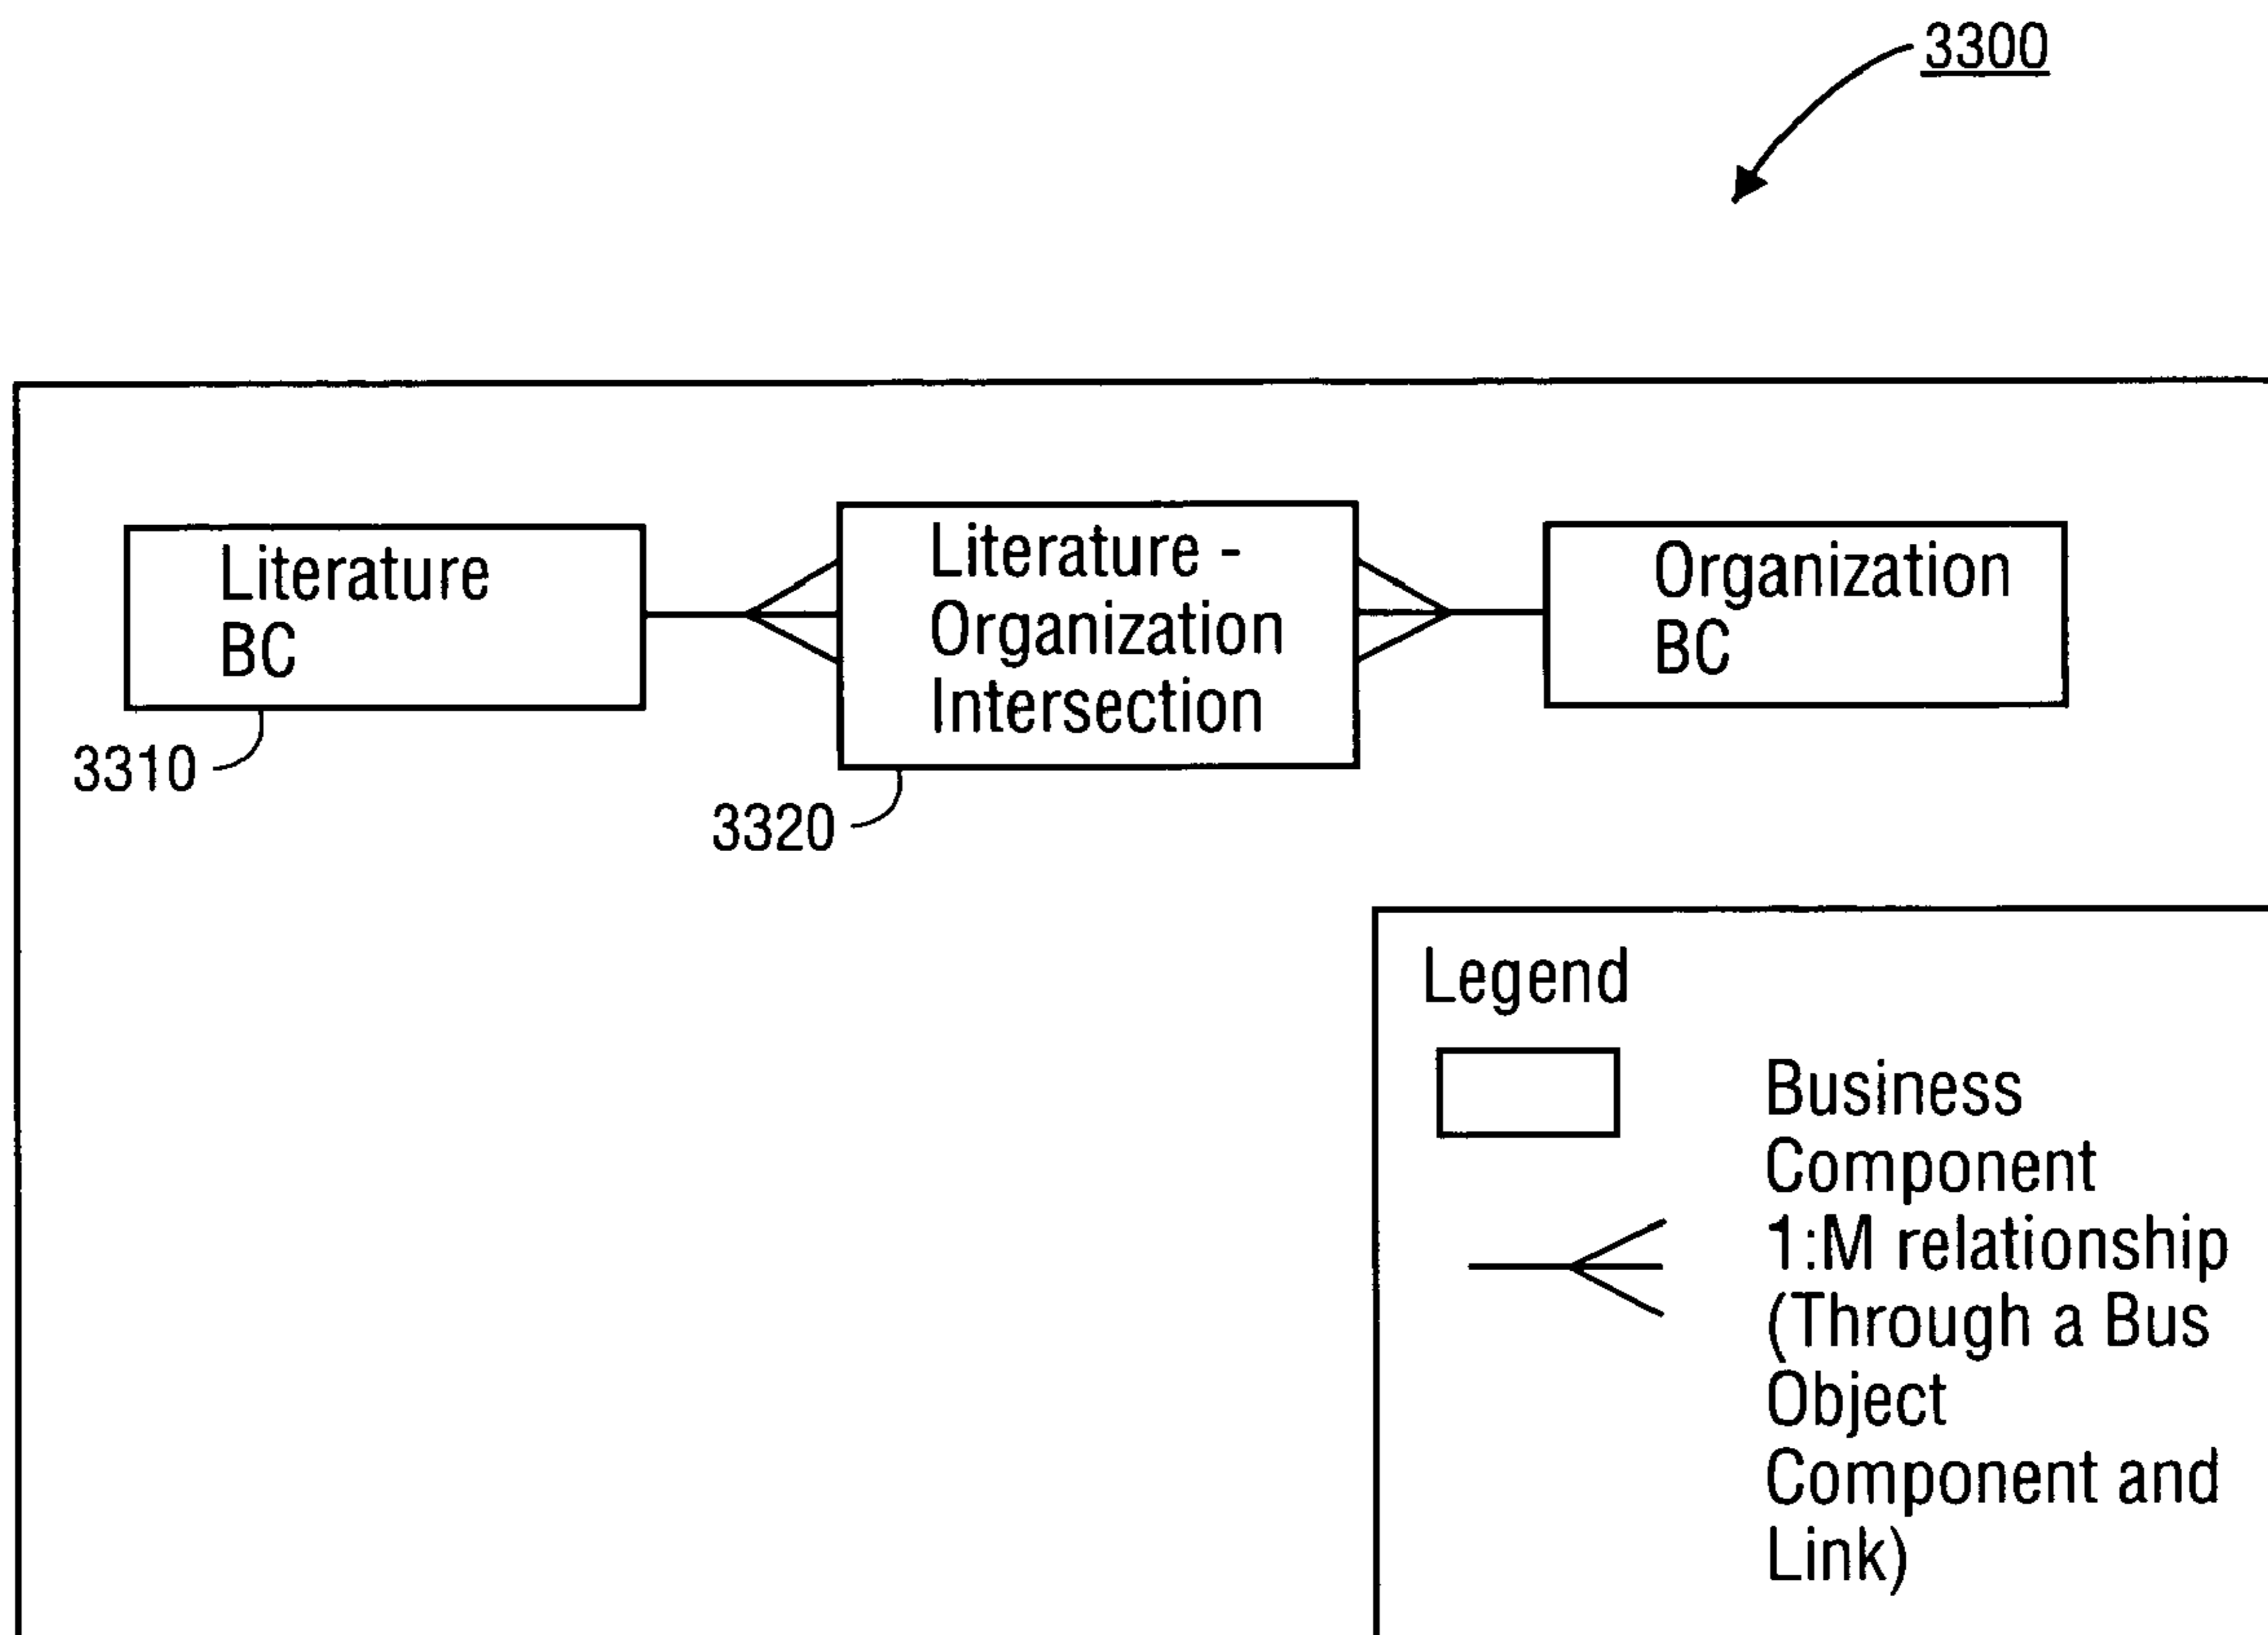 3300
Literature
BC
3310
Literature -
Organization
Intersection
3320
Organization
BC
Legend
Business
Component
1:M relationship
(Through a Bus
Object
Component and
Link)